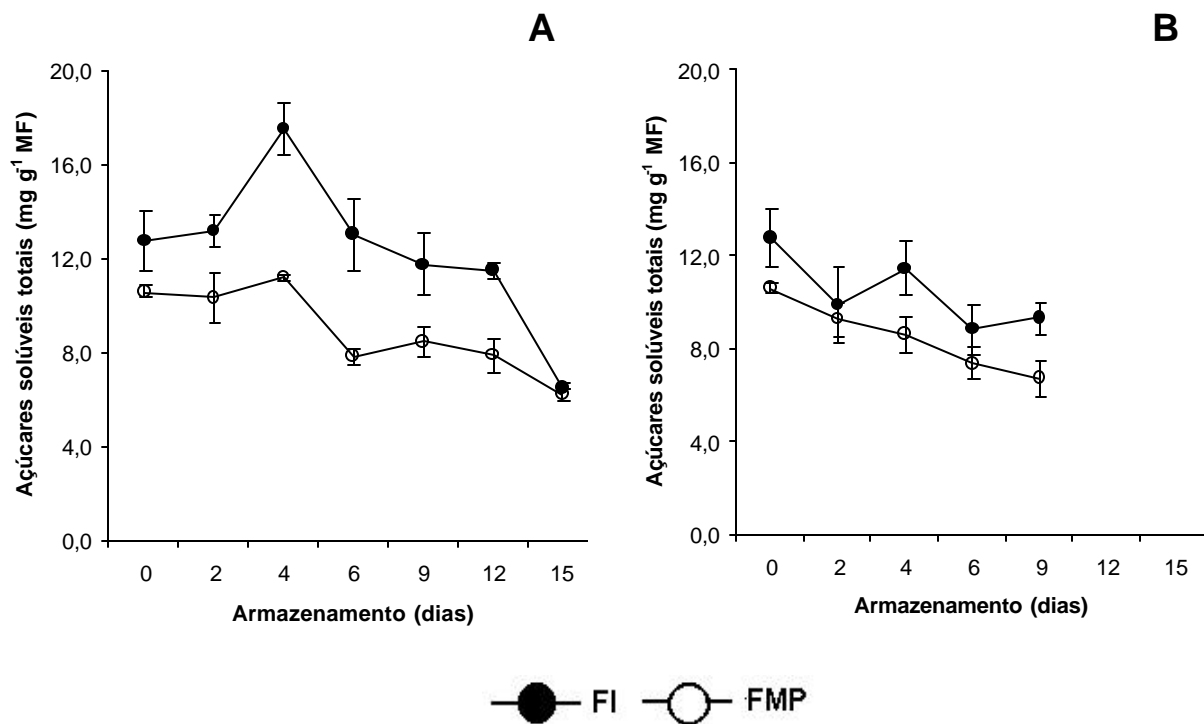 A
Açúcares solúveis totais (mg g⁻¹ MF)
20,0
16,0
12,0
8,0
4,0
0,0
0 2 4 6 9 12 15
Armazenamento (dias)
B
Açúcares solúveis totais (mg g⁻¹ MF)
20,0
16,0
12,0
8,0
4,0
0,0
0 2 4 6 9 12 15
Armazenamento (dias)
FI FMP